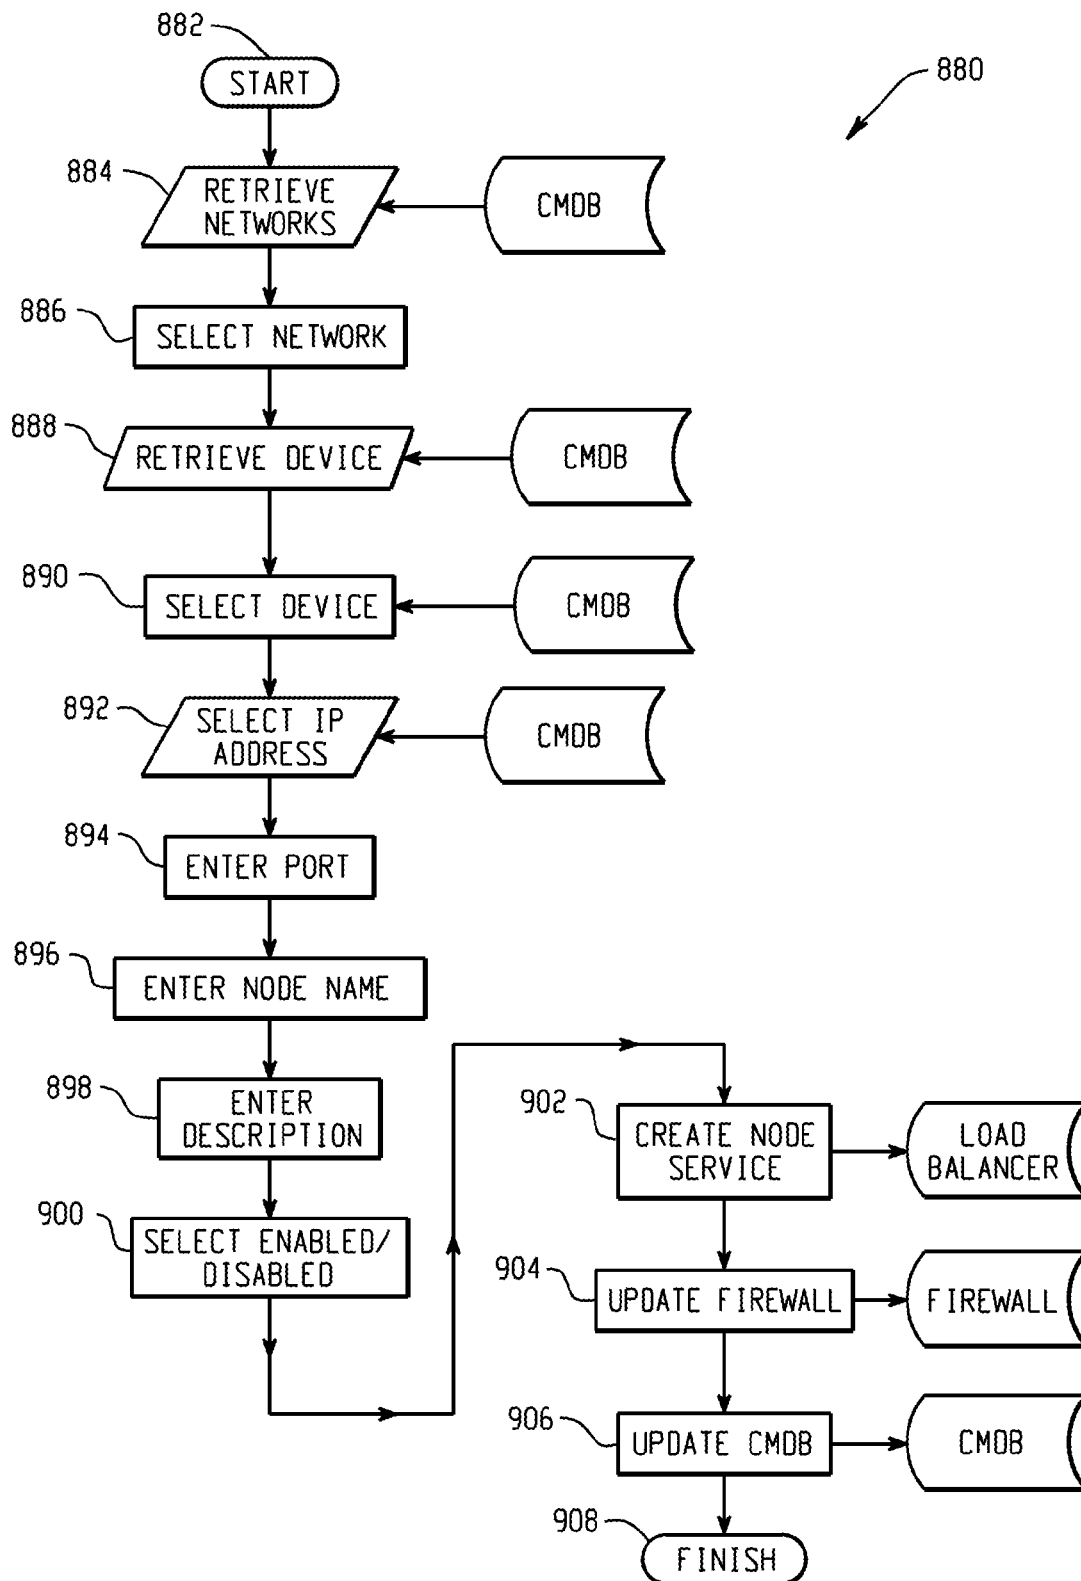 882
START
880
884
RETRIEVE
NETWORKS
CMDB
886
SELECT NETWORK
888
RETRIEVE DEVICE
CMDB
890
SELECT DEVICE
CMDB
892
SELECT IP
ADDRESS
CMDB
894
ENTER PORT
896
ENTER NODE NAME
898
ENTER
DESCRIPTION
900
SELECT ENABLED/
DISABLED
902
CREATE NODE
SERVICE
LOAD
BALANCER
904
UPDATE FIREWALL
FIREWALL
906
UPDATE CMDB
CMDB
908
FINISH